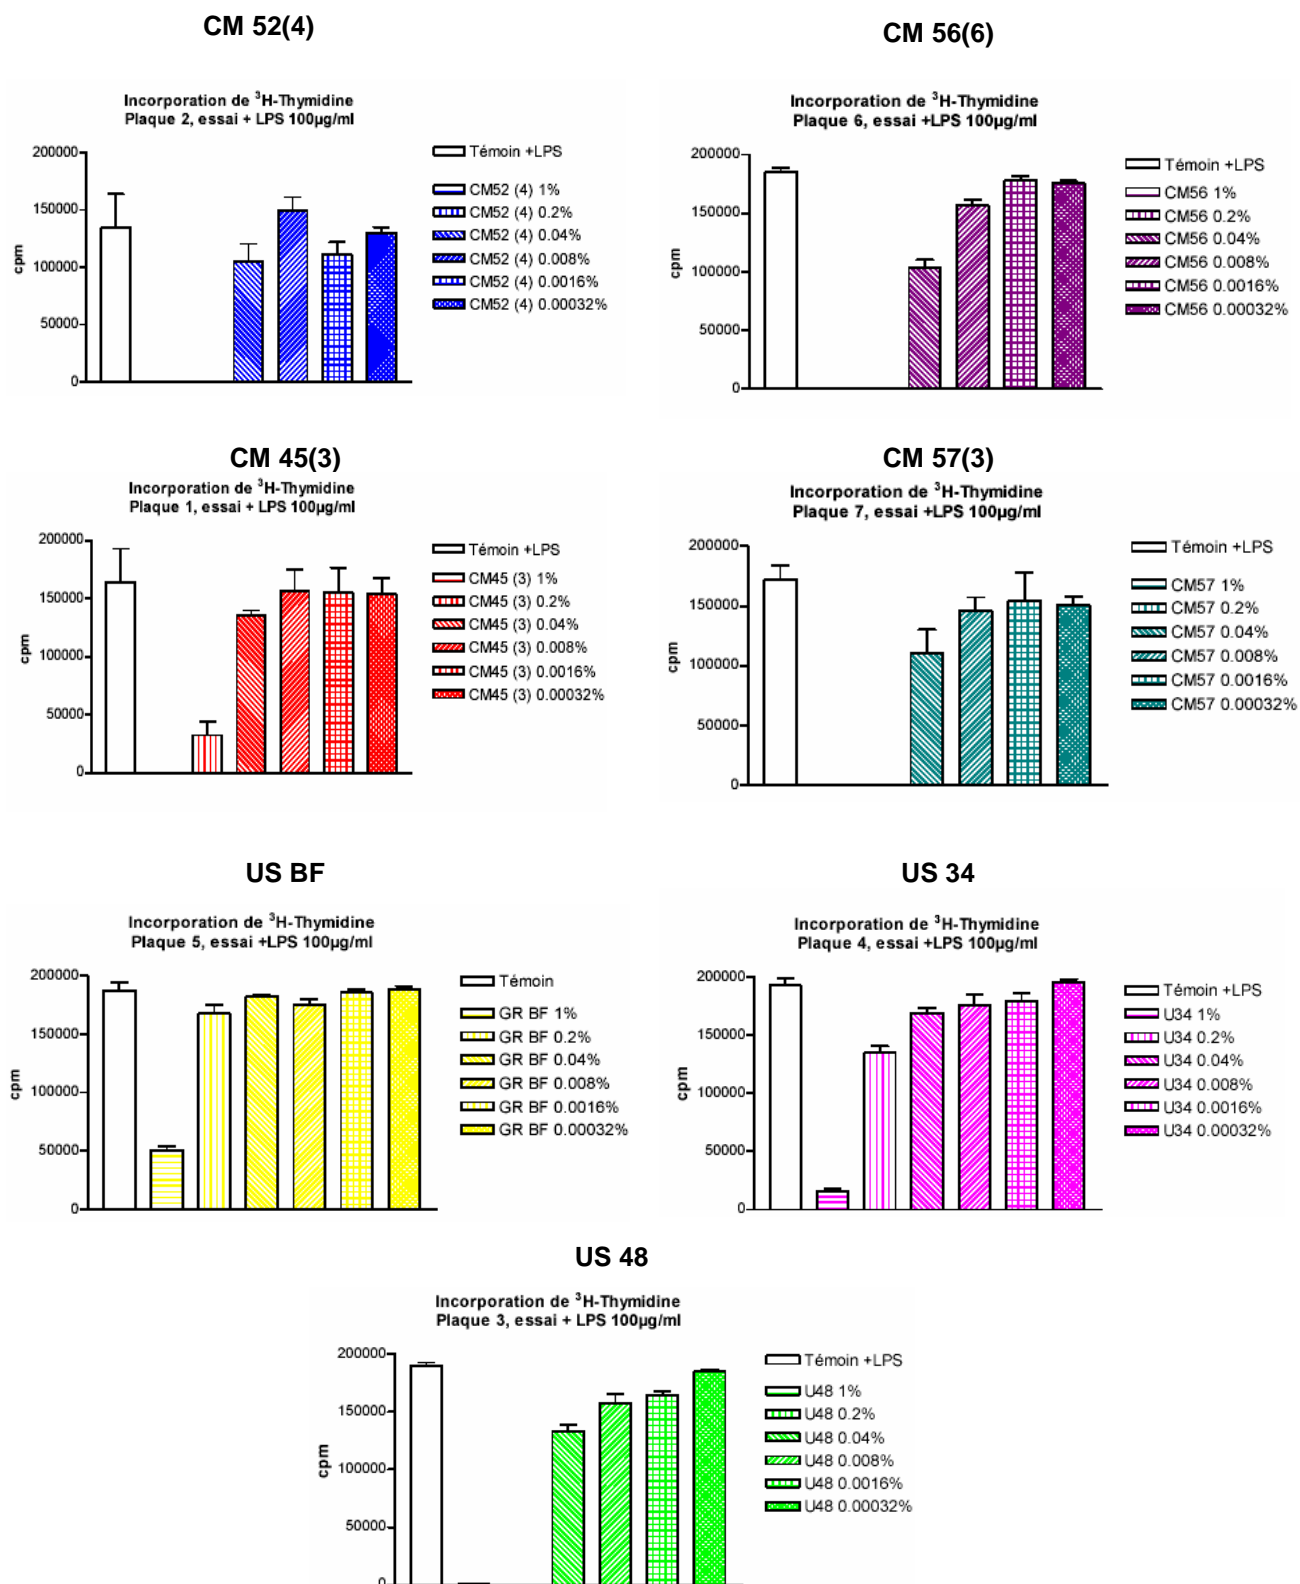 CM 52(4)
Incorporation de ³H-Thymidine
Plaque 2, essai + LPS 100µg/ml
200000
150000
100000
50000
0
cpm
Témoin +LPS
CM52 (4) 1%
CM52 (4) 0.2%
CM52 (4) 0.04%
CM52 (4) 0.008%
CM52 (4) 0.0016%
CM52 (4) 0.00032%
CM 56(6)
Incorporation de ³H-Thymidine
Plaque 6, essai +LPS 100µg/ml
200000
150000
100000
50000
0
cpm
Témoin +LPS
CM56 1%
CM56 0.2%
CM56 0.04%
CM56 0.008%
CM56 0.0016%
CM56 0.00032%
CM 45(3)
Incorporation de ³H-Thymidine
Plaque 1, essai + LPS 100µg/ml
200000
150000
100000
50000
0
cpm
Témoin +LPS
CM45 (3) 1%
CM45 (3) 0.2%
CM45 (3) 0.04%
CM45 (3) 0.008%
CM45 (3) 0.0016%
CM45 (3) 0.00032%
CM 57(3)
Incorporation de ³H-Thymidine
Plaque 7, essai +LPS 100µg/ml
200000
150000
100000
50000
0
cpm
Témoin +LPS
CM57 1%
CM57 0.2%
CM57 0.04%
CM57 0.008%
CM57 0.0016%
CM57 0.00032%
US BF
Incorporation de ³H-Thymidine
Plaque 5, essai +LPS 100µg/ml
200000
150000
100000
50000
0
cpm
Témoin
GR BF 1%
GR BF 0.2%
GR BF 0.04%
GR BF 0.008%
GR BF 0.0016%
GR BF 0.00032%
US 34
Incorporation de ³H-Thymidine
Plaque 4, essai +LPS 100µg/ml
200000
150000
100000
50000
0
cpm
Témoin +LPS
U34 1%
U34 0.2%
U34 0.04%
U34 0.008%
U34 0.0016%
U34 0.00032%
US 48
Incorporation de ³H-Thymidine
Plaque 3, essai + LPS 100µg/ml
200000
150000
100000
50000
0
cpm
Témoin +LPS
U48 1%
U48 0.2%
U48 0.04%
U48 0.008%
U48 0.0016%
U48 0.00032%